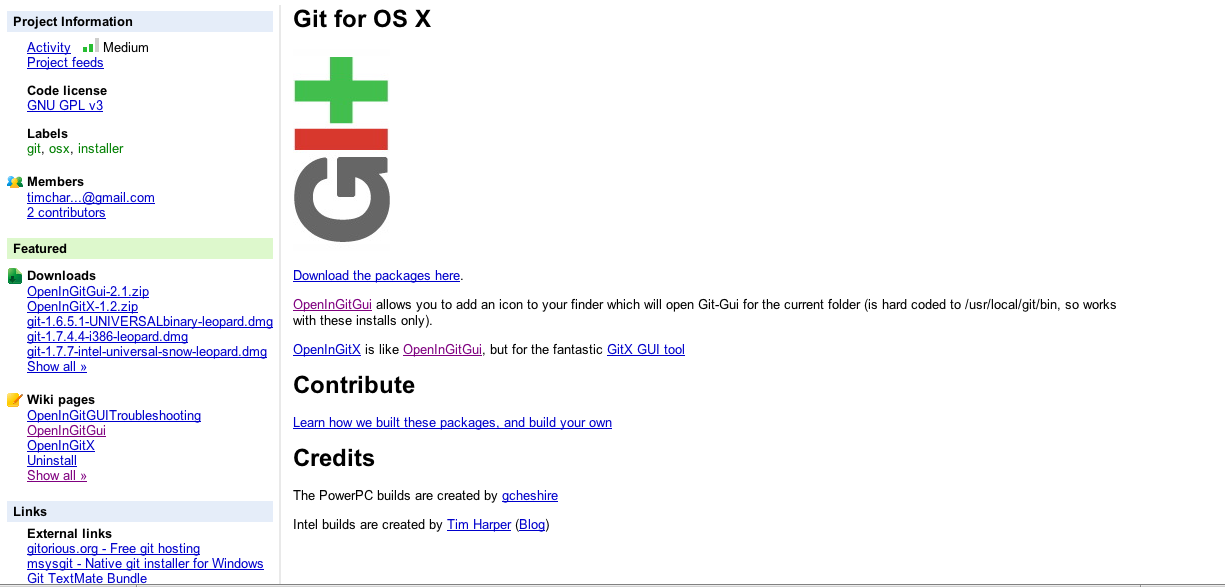 Project Information
Activity Medium
Project feeds
Code license
GNU GPL v3
Labels
git, osx, installer
Members
timchar...@gmail.com
2 contributors
Featured
Downloads
OpenInGitGui-2.1.zip
OpenInGitX-1.2.zip
git-1.6.5.1-UNIVERSALbinary-leopard.dmg
git-1.7.4.4-i386-leopard.dmg
git-1.7.7-intel-universal-snow-leopard.dmg
Show all »
Wiki pages
OpenInGitGUITroubleshooting
OpenInGitGui
OpenInGitX
Uninstall
Show all »
Links
External links
gitorious.org - Free git hosting
msysgit - Native git installer for Windows
Git TextMate Bundle
Git for OS X
GIt
Download the packages here.
OpenInGitGui allows you to add an icon to your finder which will open Git-Gui for the current folder (is hard coded to /usr/local/git/bin, so works
with these installs only).
OpenInGitX is like OpenInGitGui, but for the fantastic GitX GUI tool
Contribute
Learn how we built these packages, and build your own
Credits
The PowerPC builds are created by gcheshire
Intel builds are created by Tim Harper (Blog)